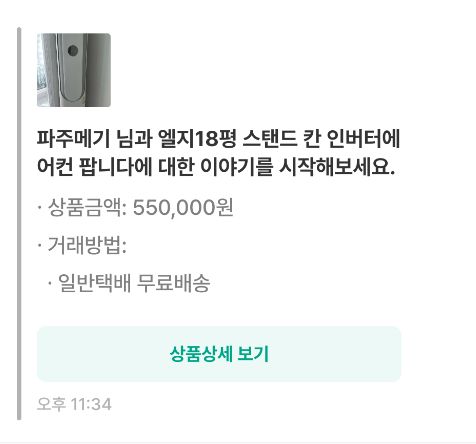 파주메기 님과 엘지18평 스탠드 칸 인버터에
어컨 팝니다에 대한 이야기를 시작해보세요.
· 상품금액: 550,000원
· 거래방법:
· 일반택배 무료배송
상품상세 보기
오후 11:34